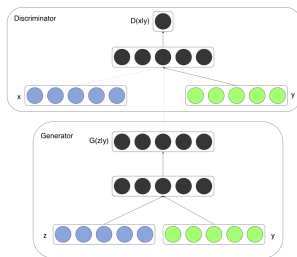 Discriminator
D(x|y)
x
y
Generator
G(z|y)
z
y